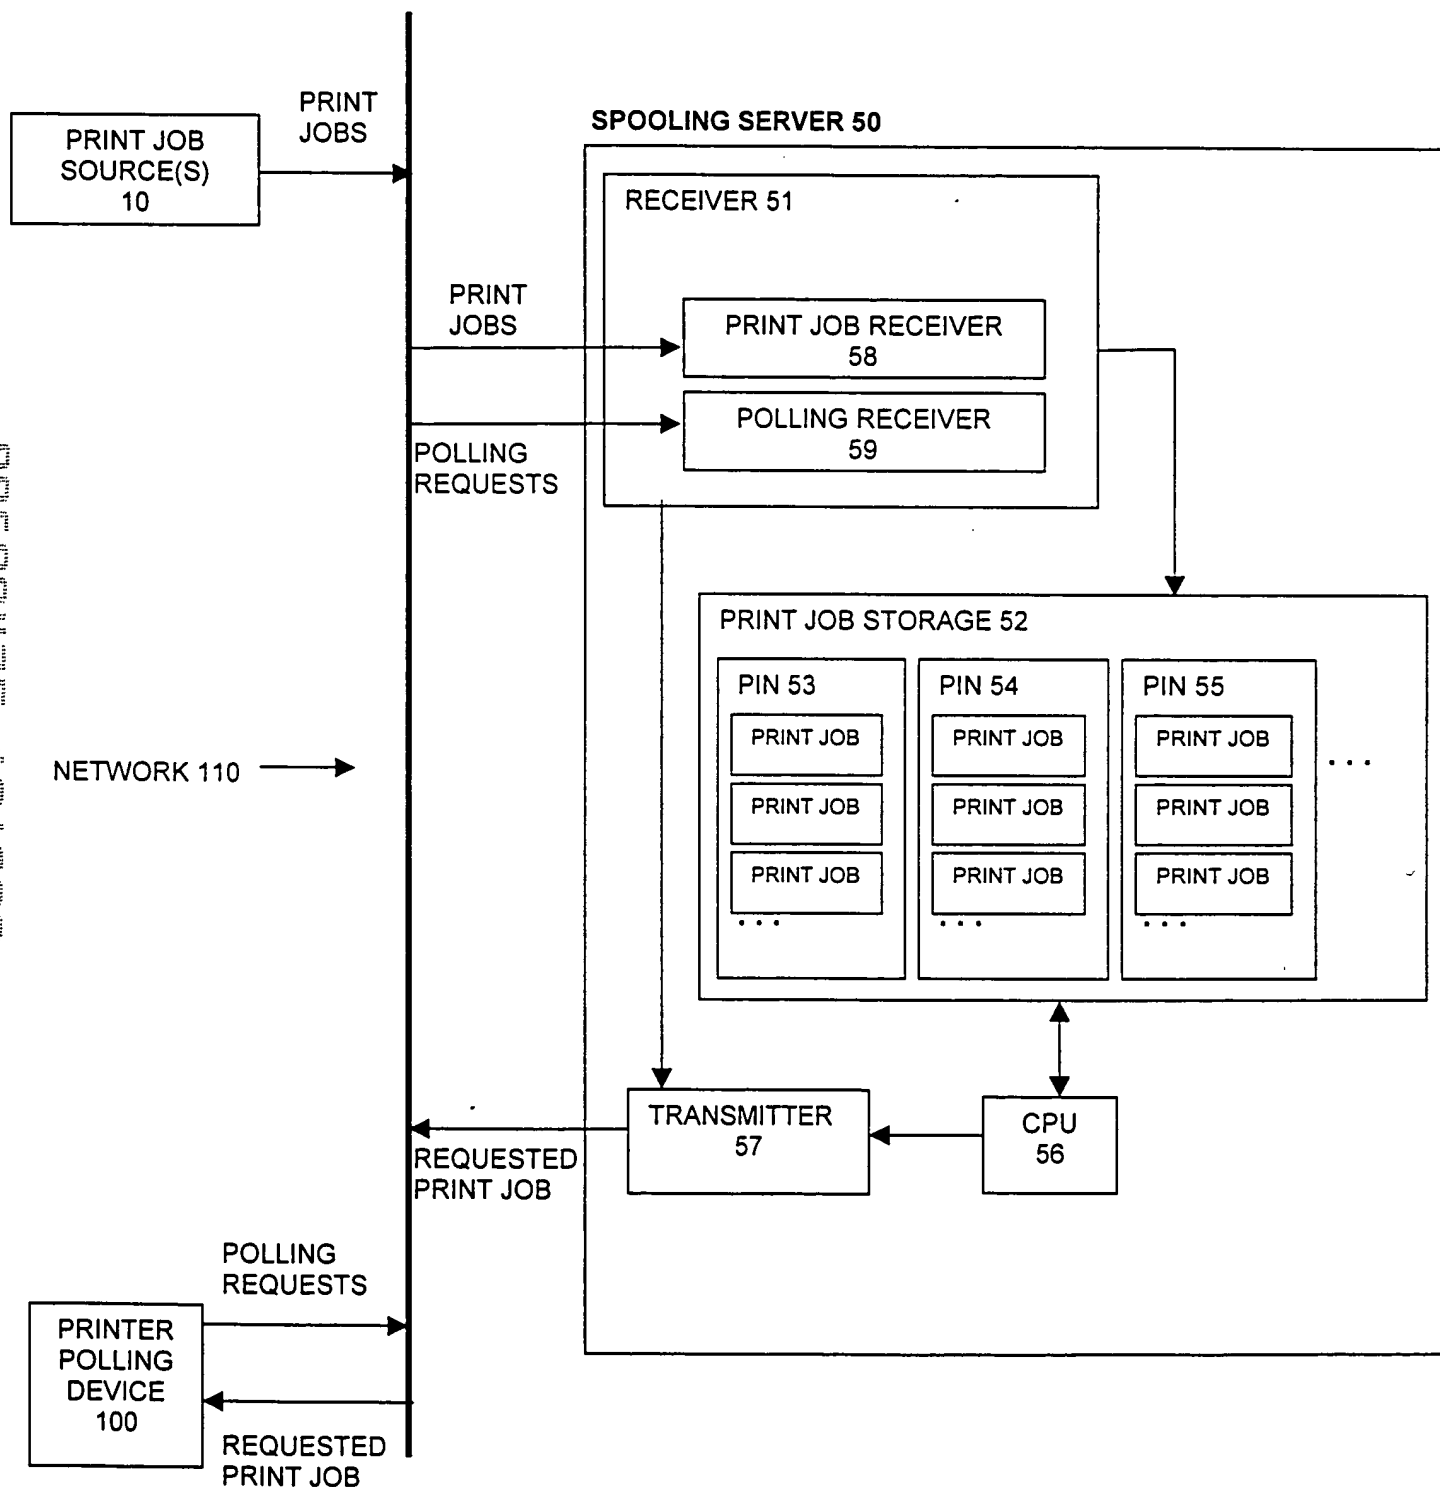 PRINT JOB
SOURCE(S)
10
PRINT
JOBS
SPOOLING SERVER 50
RECEIVER 51
PRINT
JOBS
PRINT JOB RECEIVER
58
POLLING RECEIVER
59
POLLING
REQUESTS
PRINT JOB STORAGE 52
PIN 53
PRINT JOB
PRINT JOB
PRINT JOB
. . .
PIN 54
PRINT JOB
PRINT JOB
PRINT JOB
. . .
PIN 55
PRINT JOB
PRINT JOB
PRINT JOB
. . .
. . .
NETWORK 110
TRANSMITTER
57
CPU
56
REQUESTED
PRINT JOB
POLLING
REQUESTS
PRINTER
POLLING
DEVICE
100
REQUESTED
PRINT JOB